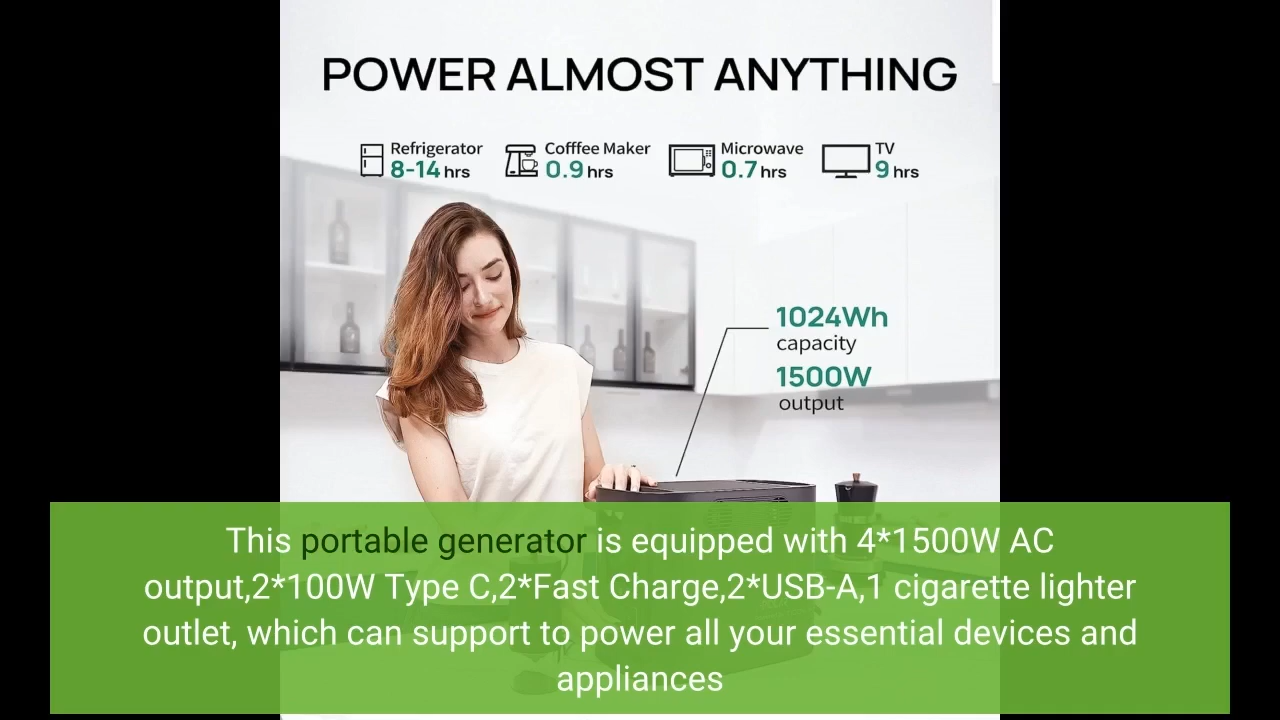 POWER ALMOST ANYTHING
Refrigerator
8-14 hrs
Cofffee Maker
0.9 hrs
Microwave
0.7 hrs
TV
9 hrs
1024Wh
capacity
1500W
output
This portable generator is equipped with 4*1500W AC
output,2*100W Type C,2*Fast Charge,2*USB-A,1 cigarette lighter
outlet, which can support to power all your essential devices and
appliances